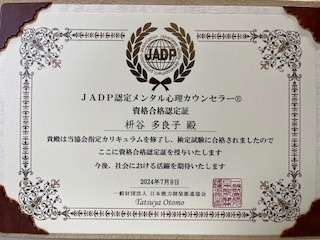 JADP
JADP認定メンタル心理カウンセラー®
資格合格認定証
枡谷 多良子 殿
貴殿は当協会指定カリキュラムを修了し、検定試験に合格されましたので
ここに資格合格認定証を授与いたします
今後、社会における活躍を期待いたします
2024年7月9日
一般財団法人 日本能力開発推進協会
Tatsuya Otomo